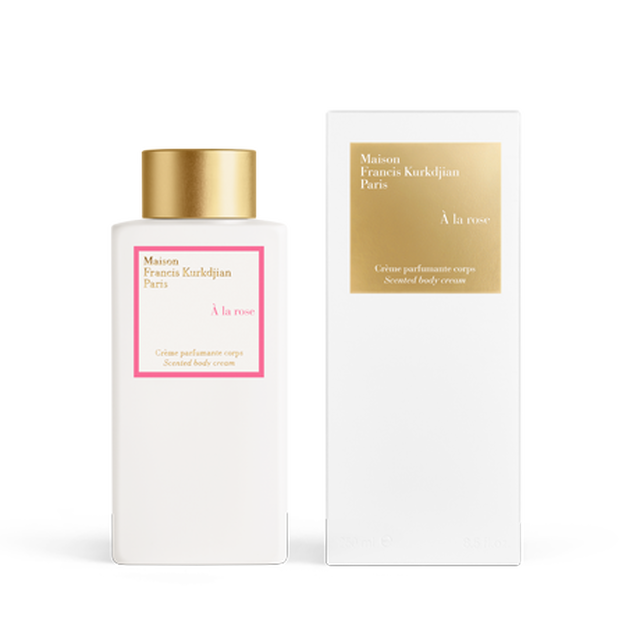 Maison
Francis Kurkdjian
Paris
À la rose
Crème parfumante corps
Scented body cream
Maison
Francis Kurkdjian
Paris
À la rose
Crème parfumante corps
Scented body cream